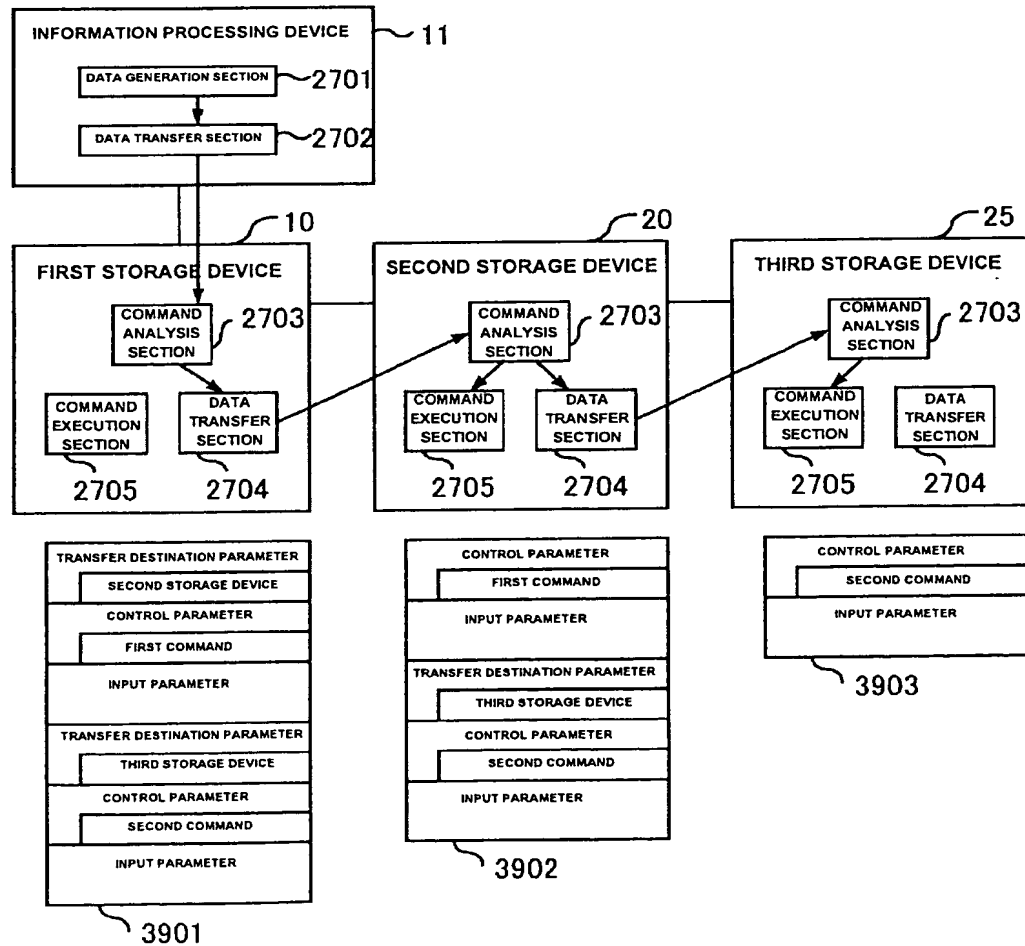 INFORMATION PROCESSING DEVICE
11
DATA GENERATION SECTION
2701
DATA TRANSFER SECTION
2702
10
FIRST STORAGE DEVICE
COMMAND
ANALYSIS
SECTION
2703
COMMAND
EXECUTION
SECTION
DATA
TRANSFER
SECTION
2705
2704
20
SECOND STORAGE DEVICE
COMMAND
ANALYSIS
SECTION
2703
COMMAND
EXECUTION
SECTION
DATA
TRANSFER
SECTION
2705
2704
25
THIRD STORAGE DEVICE
COMMAND
ANALYSIS
SECTION
2703
COMMAND
EXECUTION
SECTION
DATA
TRANSFER
SECTION
2705
2704
TRANSFER DESTINATION PARAMETER
SECOND STORAGE DEVICE
CONTROL PARAMETER
FIRST COMMAND
INPUT PARAMETER
TRANSFER DESTINATION PARAMETER
THIRD STORAGE DEVICE
CONTROL PARAMETER
SECOND COMMAND
INPUT PARAMETER
3901
CONTROL PARAMETER
FIRST COMMAND
INPUT PARAMETER
TRANSFER DESTINATION PARAMETER
THIRD STORAGE DEVICE
CONTROL PARAMETER
SECOND COMMAND
INPUT PARAMETER
3902
CONTROL PARAMETER
SECOND COMMAND
INPUT PARAMETER
3903